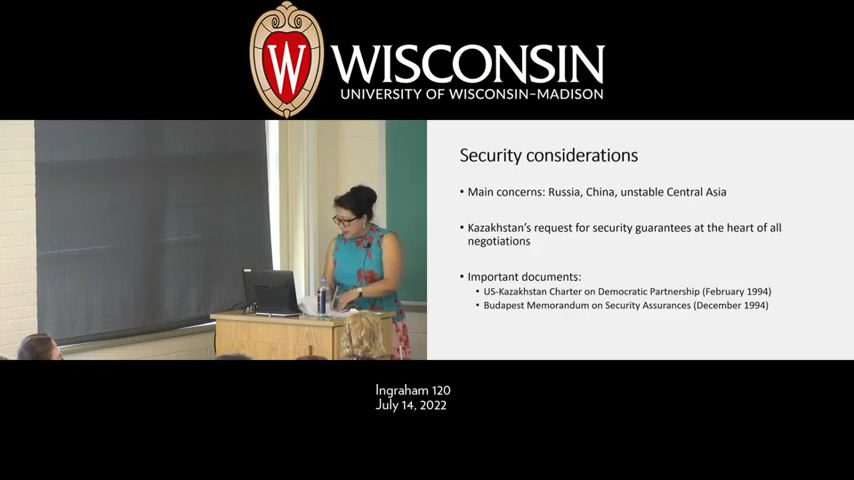 W
WISCONSIN
UNIVERSITY OF WISCONSIN–MADISON
Security considerations
• Main concerns: Russia, China, unstable Central Asia
• Kazakhstan's request for security guarantees at the heart of all
negotiations
• Important documents:
• US-Kazakhstan Charter on Democratic Partnership (February 1994)
• Budapest Memorandum on Security Assurances (December 1994)
Ingraham 120
July 14, 2022